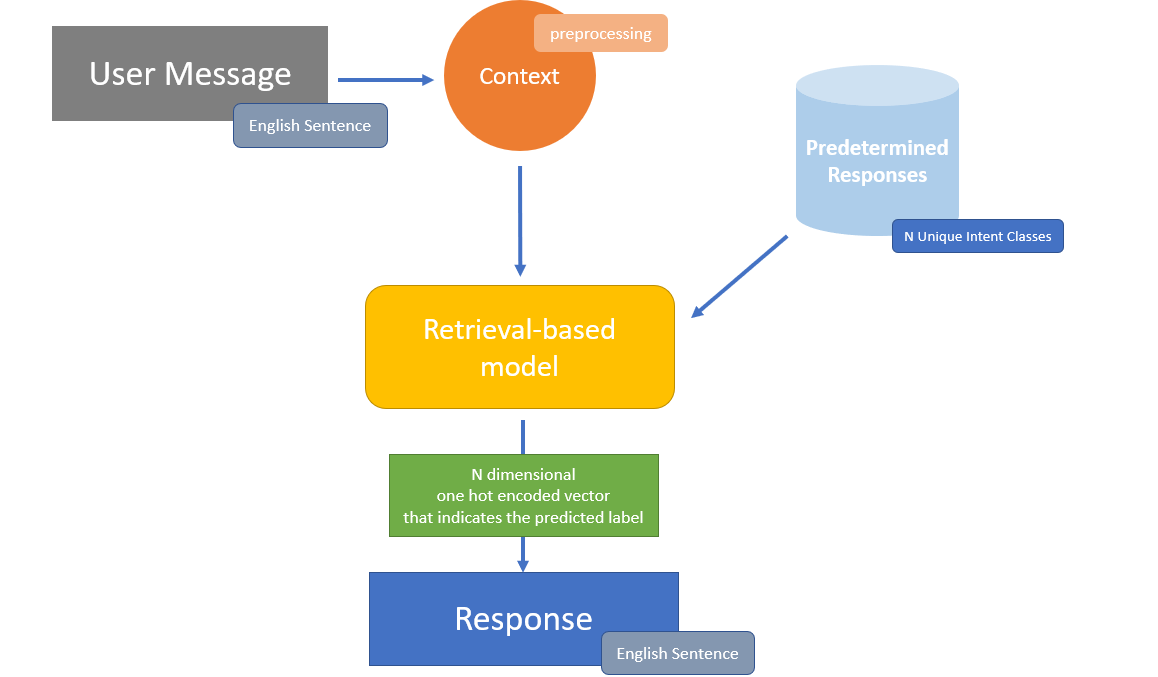 User Message
English Sentence
preprocessing
Context
Predetermined
Responses
N Unique Intent Classes
Retrieval-based
model
N dimensional
one hot encoded vector
that indicates the predicted label
Response
English Sentence